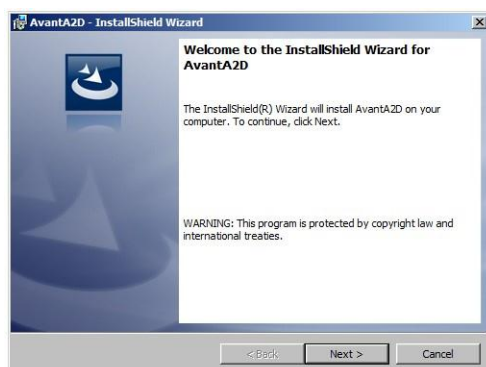 AvantA2D - InstallShield Wizard
Welcome to the InstallShield Wizard for
AvantA2D
The InstallShield(R) Wizard will install AvantA2D on your
computer. To continue, click Next.
WARNING: This program is protected by copyright law and
international treaties.
< Back Next > Cancel